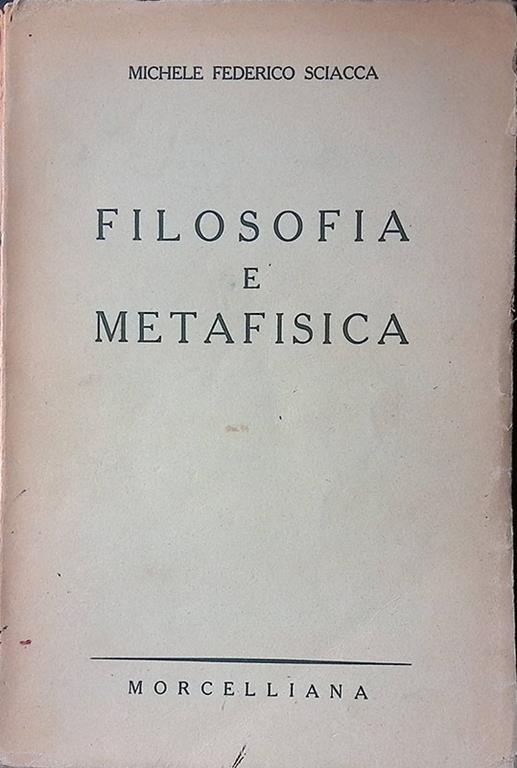 MICHELE FEDERICO SCIACCA
FILOSOFIA
E
METAFISICA
MORCELLIANA